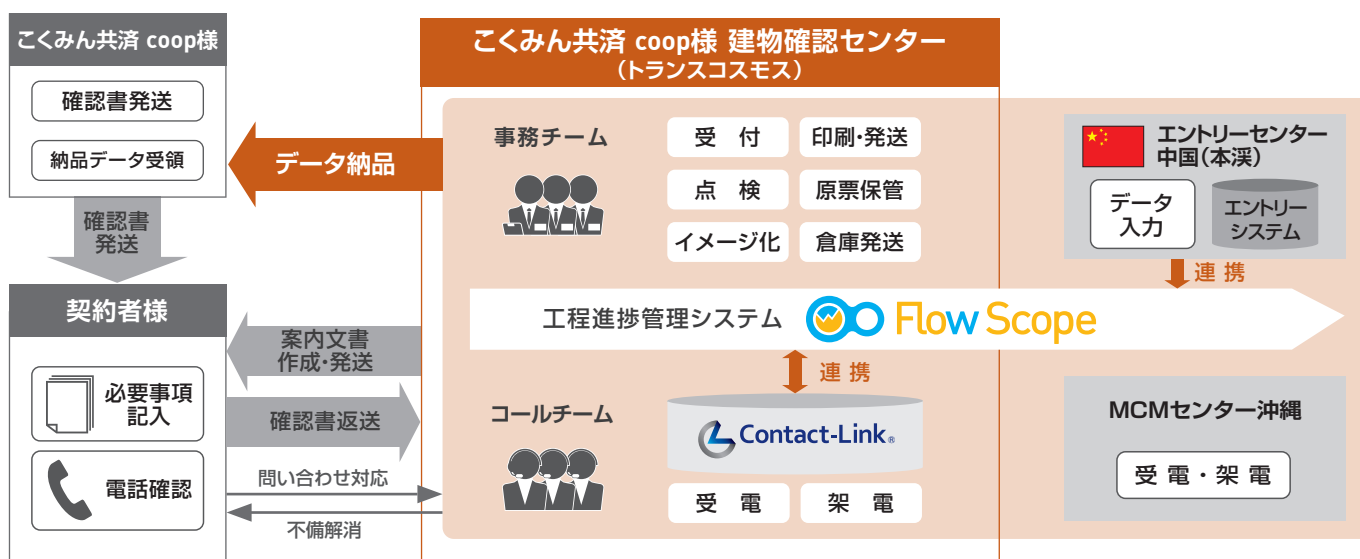 こくみん共済 coop様
確認書発送
納品データ受領
確認書
発送
契約者様
必要事項
記入
電話確認
データ納品
案内文書
作成・発送
確認書返送
問い合わせ対応
不備解消
こくみん共済 coop様 建物確認センター
(トランスコスモス)
事務チーム
受 付
印刷・発送
点 検
原票保管
イメージ化
倉庫発送
工程進捗管理システム
Flow Scope
連 携
コールチーム
Contact-Link®
受 電
架 電
エントリーセンター
中国(本渓)
データ
入力
エントリー
システム
連 携
MCMセンター沖縄
受 電・架 電